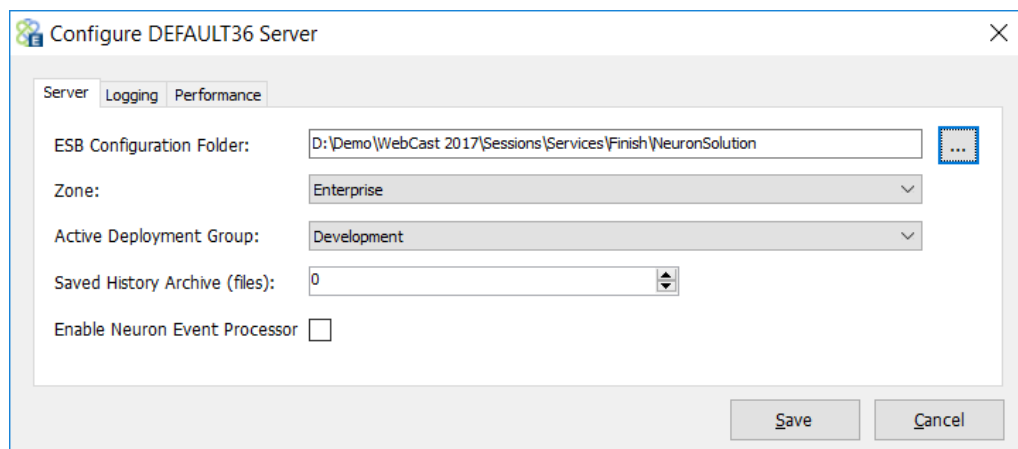 Configure DEFAULT36 Server
Server Logging Performance
ESB Configuration Folder: D:\Demo\WebCast 2017\Sessions\Services\Finish\NeuronSolution ...
Zone: Enterprise
Active Deployment Group: Development
Saved History Archive (files): 0
Enable Neuron Event Processor
Save Cancel